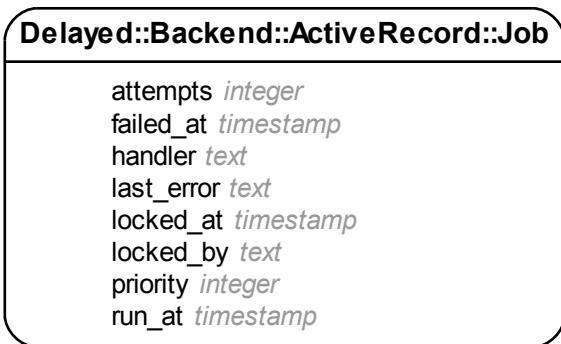 Delayed::Backend::ActiveRecord::Job
attempts integer
failed_at timestamp
handler text
last_error text
locked_at timestamp
locked_by text
priority integer
run_at timestamp